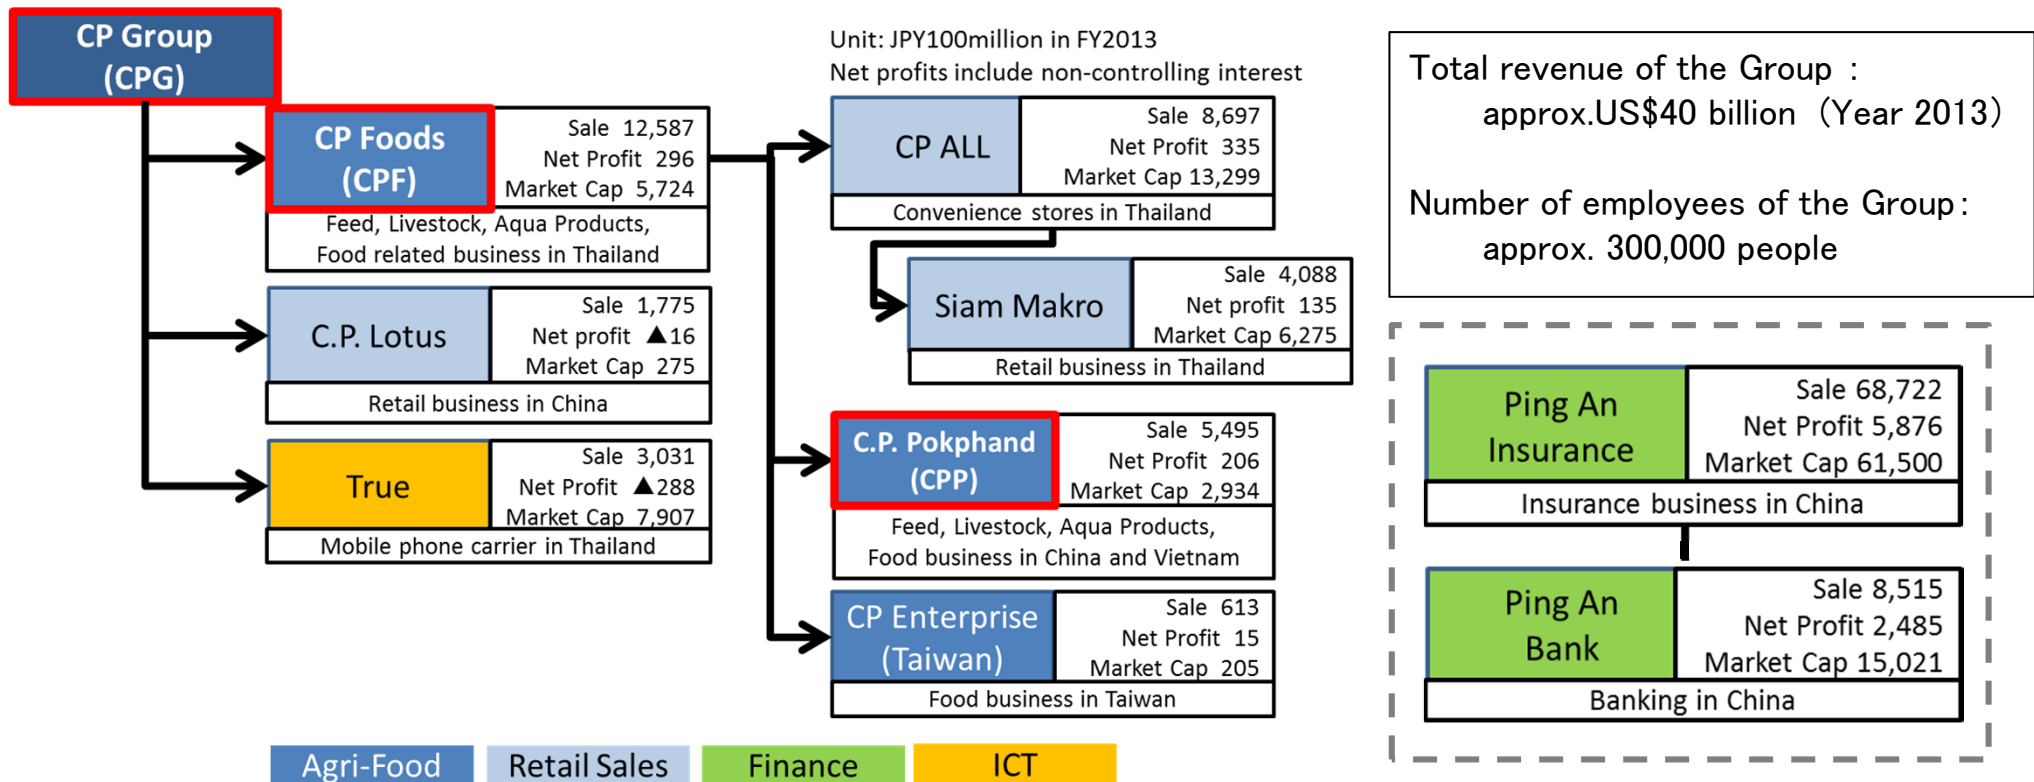 CP Group
(CPG)
CP Foods
(CPF)
Sale 12,587
Net Profit 296
Market Cap 5,724
Feed, Livestock, Aqua Products,
Food related business in Thailand
C.P. Lotus
Sale 1,775
Net profit ▲16
Market Cap 275
Retail business in China
True
Sale 3,031
Net Profit ▲288
Market Cap 7,907
Mobile phone carrier in Thailand
Unit: JPY100million in FY2013
Net profits include non-controlling interest
CP ALL
Sale 8,697
Net Profit 335
Market Cap 13,299
Convenience stores in Thailand
Siam Makro
Sale 4,088
Net profit 135
Market Cap 6,275
Retail business in Thailand
C.P. Pokphand
(CPP)
Sale 5,495
Net Profit 206
Market Cap 2,934
Feed, Livestock, Aqua Products,
Food business in China and Vietnam
CP Enterprise
(Taiwan)
Sale 613
Net Profit 15
Market Cap 205
Food business in Taiwan
Total revenue of the Group :
approx.US$40 billion (Year 2013)
Number of employees of the Group :
approx. 300,000 people
Ping An
Insurance
Sale 68,722
Net Profit 5,876
Market Cap 61,500
Insurance business in China
Ping An
Bank
Sale 8,515
Net Profit 2,485
Market Cap 15,021
Banking in China
Agri-Food
Retail Sales
Finance
ICT